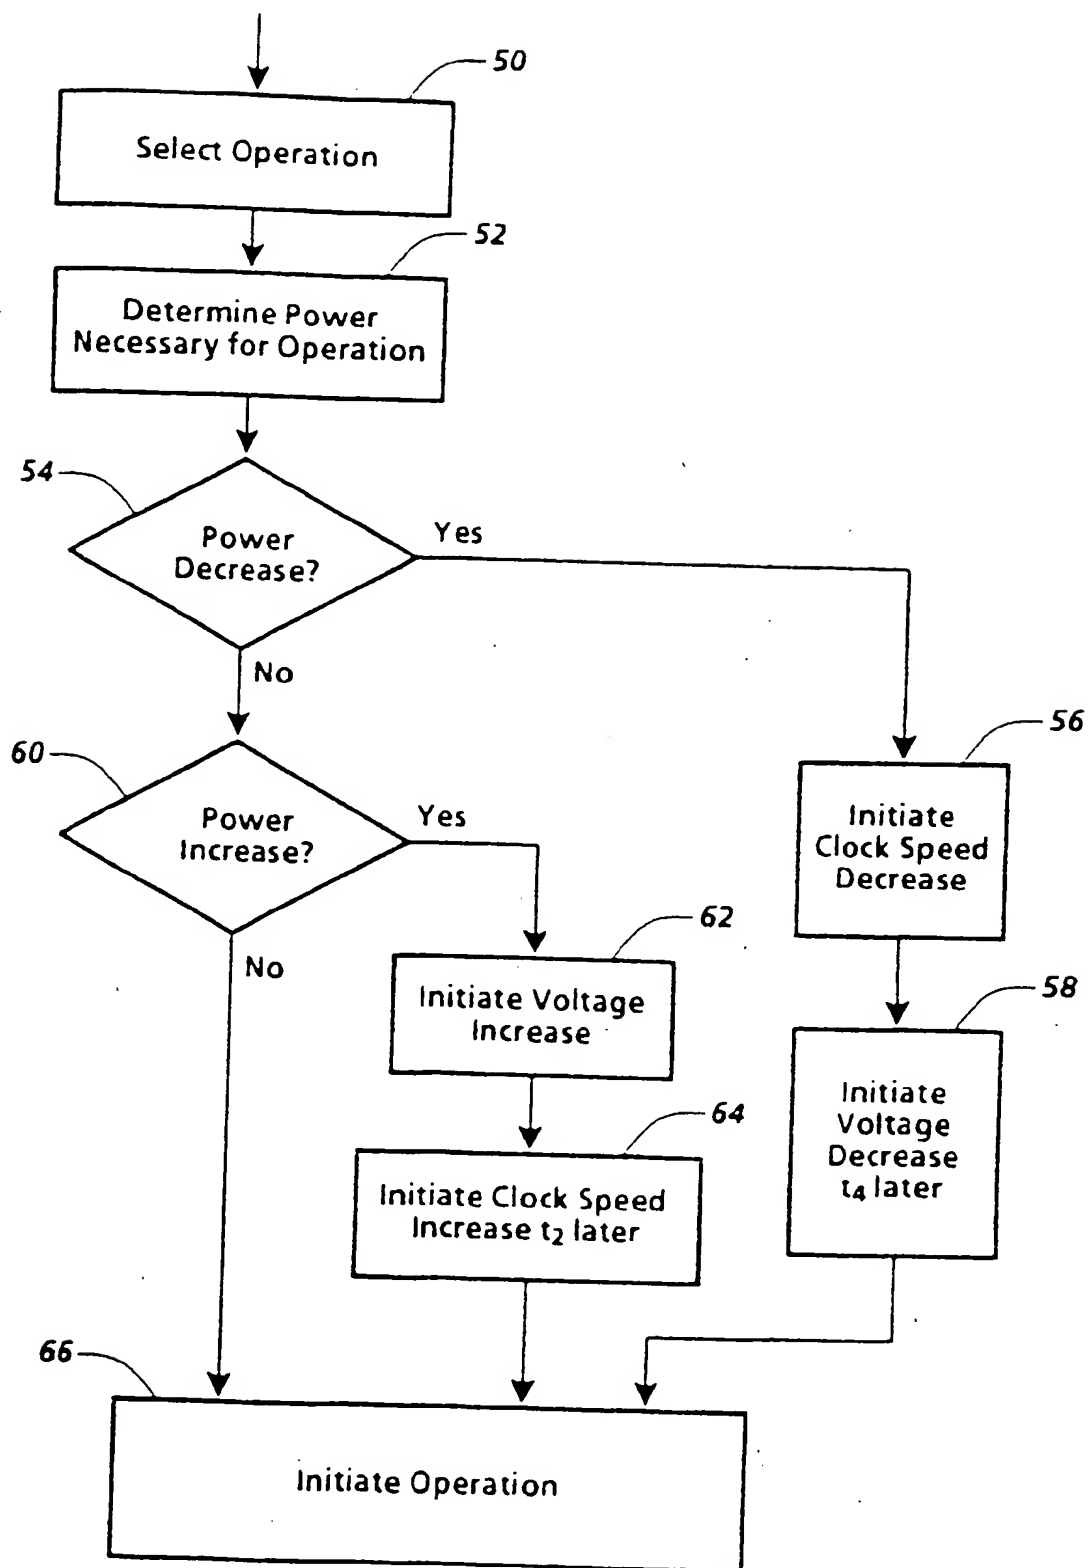 50
Select Operation
52
Determine Power
Necessary for Operation
54
Power
Decrease?
Yes
No
60
Power
Increase?
Yes
No
56
Initiate
Clock Speed
Decrease
62
Initiate Voltage
Increase
58
Initiate
Voltage
Decrease
t4 later
64
Initiate Clock Speed
Increase t2 later
66
Initiate Operation